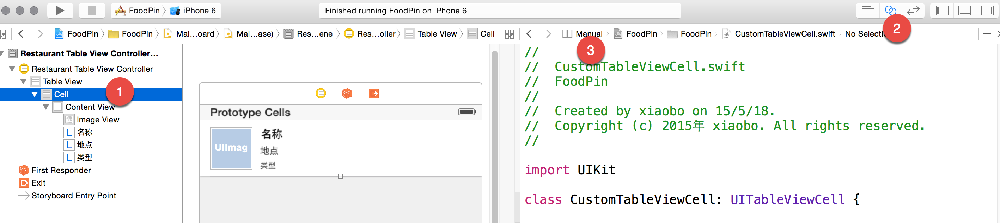 FoodPin 〉 iPhone 6
Finished running FoodPin on iPhone 6
FoodPin 〉 FoodPin 〉 Mai...oard 〉 Mai...ase) 〉 Res...ene 〉 Res...oller 〉 Table View 〉 Cell
Manual 〉 FoodPin 〉 FoodPin 〉 CustomTableViewCell.swift 〉 No
2
3
Restaurant Table View Controller...
Restaurant Table View Controller
Table View
Cell
1
Content View
Image View
L 名称
L 地点
L 类型
First Responder
Exit
Storyboard Entry Point
Prototype Cells
UIImag
名称
地点
类型
//
// CustomTableViewCell.swift
// FoodPin
//
// Created by xiaobo on 15/5/18.
// Copyright (c) 2015年 xiaobo. All rights reserved.
//
import UIKit
class CustomTableViewCell: UITableViewCell {